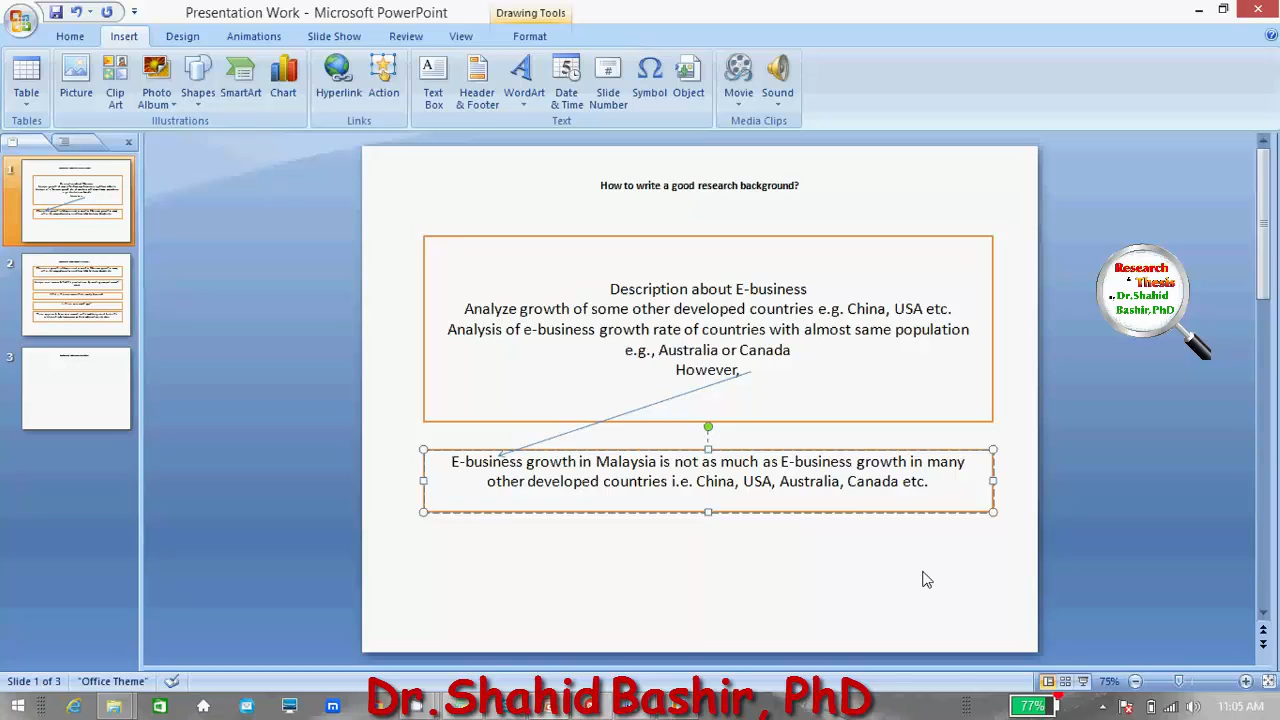 Presentation Work - Microsoft PowerPoint
Drawing Tools
Home
Insert
Design
Animations
Slide Show
Review
View
Format
Table
Picture
Clip
Art
Photo
Album
Shapes
SmartArt
Chart
Hyperlink
Action
Text
Box
Header
& Footer
WordArt
Date
& Time
Slide
Number
Symbol
Object
Movie
Sound
Tables
Illustrations
Links
Text
Media Clips
1
2
3
How to write a good research background?
Description about E-business
Analyze growth of some other developed countries e.g. China, USA etc.
Analysis of e-business growth rate of countries with almost same population
e.g., Australia or Canada
However,
E-business growth in Malaysia is not as much as E-business growth in many
other developed countries i.e. China, USA, Australia, Canada etc.
Research
Thesis
Dr.Shahid
Bashir,PhD
Slide 1 of 3
"Office Theme"
75%
Dr.Shahid Bashir, PhD
77%
11:05 AM